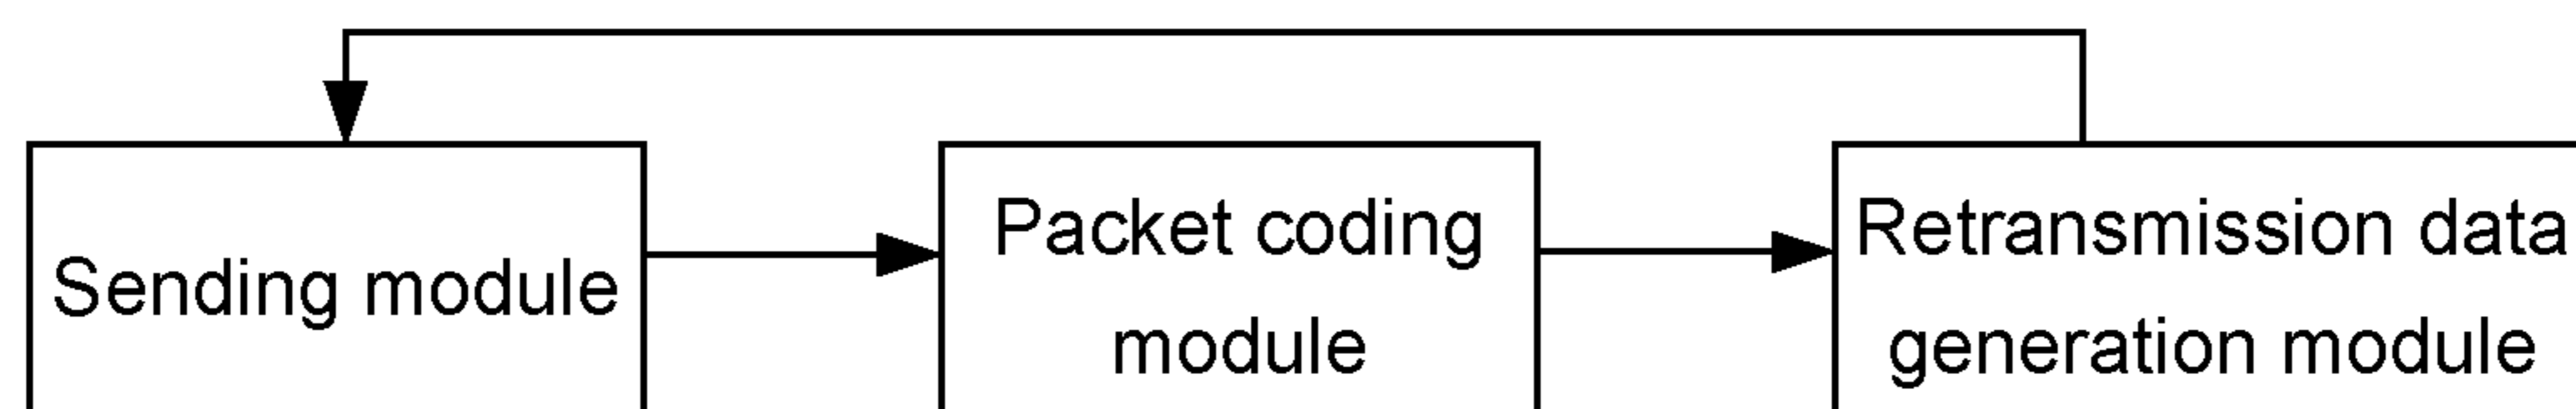 Sending module
Packet coding
module
Retransmission data
generation module